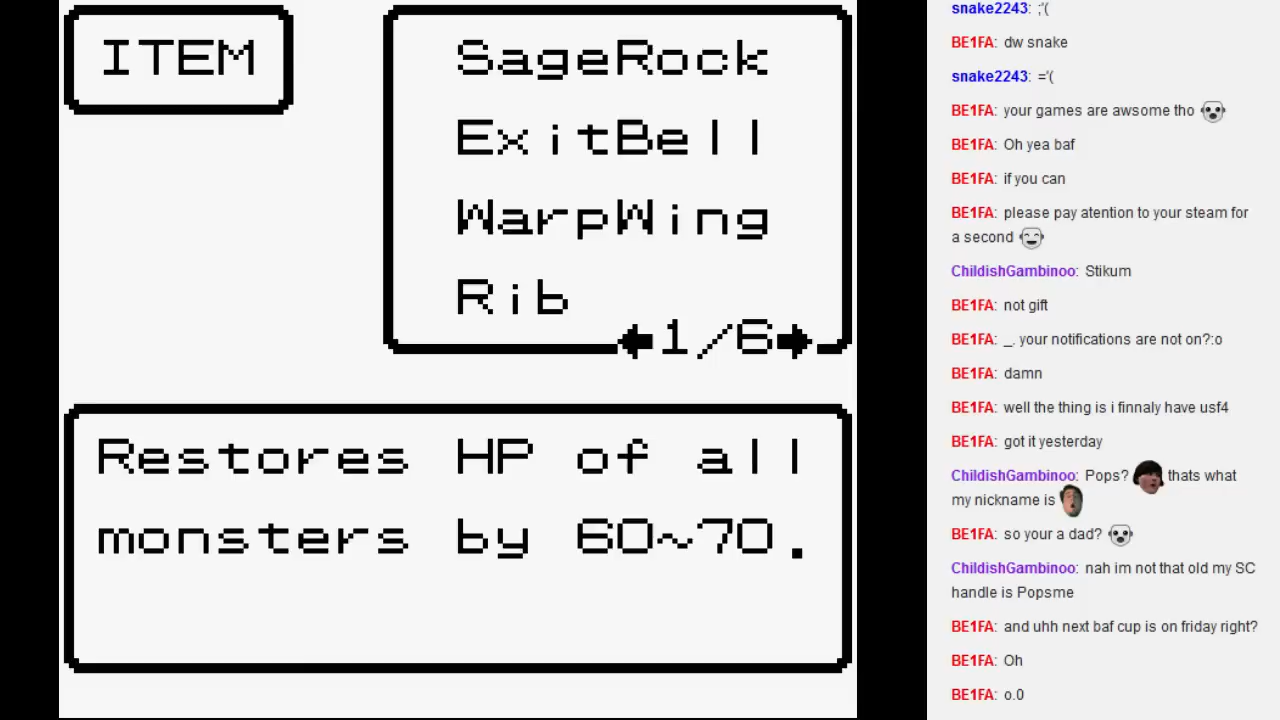 ITEM
SageRock
ExitBell
WarpWing
Rib
1/6
Restores HP of all
monsters by 60~70.
snake2243: ;'(
BE1FA: dw snake
snake2243: ='(
BE1FA: your games are awsome tho
BE1FA: Oh yea baf
BE1FA: if you can
BE1FA: please pay atention to your steam for
a second
ChildishGambinoo: Stikum
BE1FA: not gift
BE1FA: _. your notifications are not on?:o
BE1FA: damn
BE1FA: well the thing is i finnaly have usf4
BE1FA: got it yesterday
ChildishGambinoo: Pops? thats what
my nickname is
BE1FA: so your a dad?
ChildishGambinoo: nah im not that old my SC
handle is Popsme
BE1FA: and uhh next baf cup is on friday right?
BE1FA: Oh
BE1FA: o.0